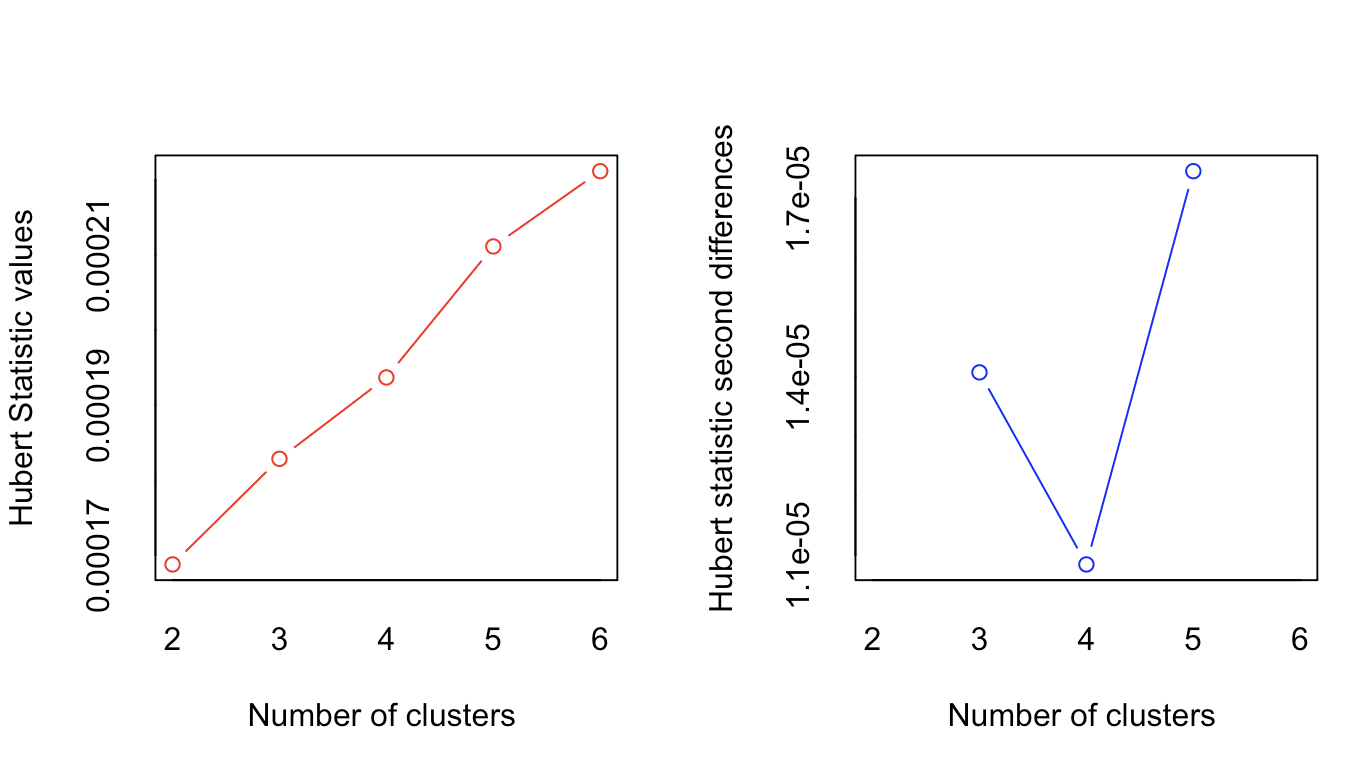 Hubert Statistic values
0.00017
0.00019
0.00021
2 3 4 5 6
Number of clusters
Hubert statistic second differences
1.1e-05
1.4e-05
1.7e-05
2 3 4 5 6
Number of clusters